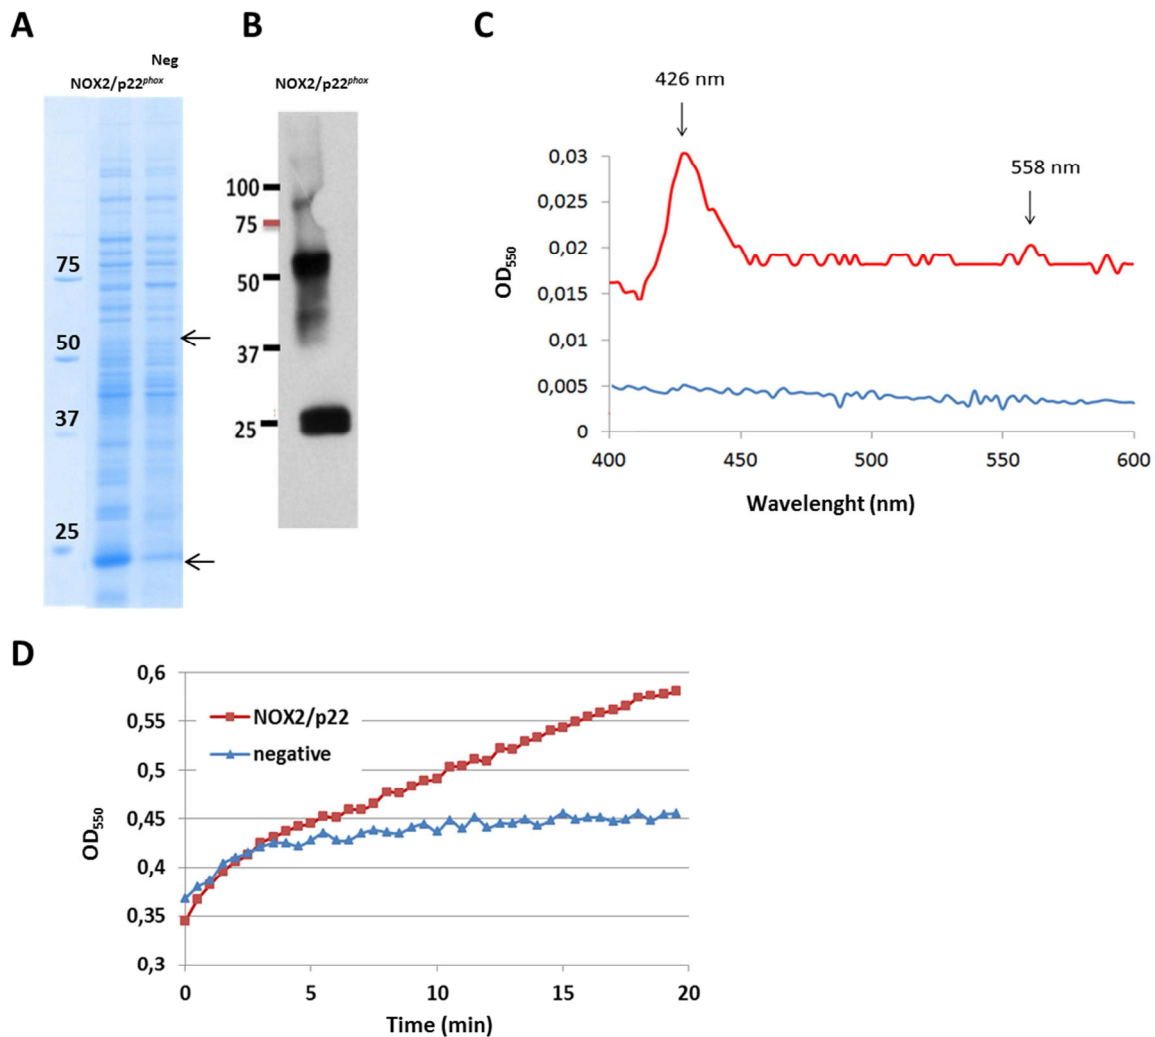 A
B
C
Neg
NOX2/p22phox
NOX2/p22phox
75
50
37
25
100
75
50
37
25
426 nm
558 nm
0,03
0,025
0,02
0,015
0,01
0,005
0
OD550
400
450
500
550
600
Wavelenght (nm)
D
0,6
0,55
0,5
0,45
0,4
0,35
0,3
OD550
NOX2/p22
negative
0
5
10
15
20
Time (min)